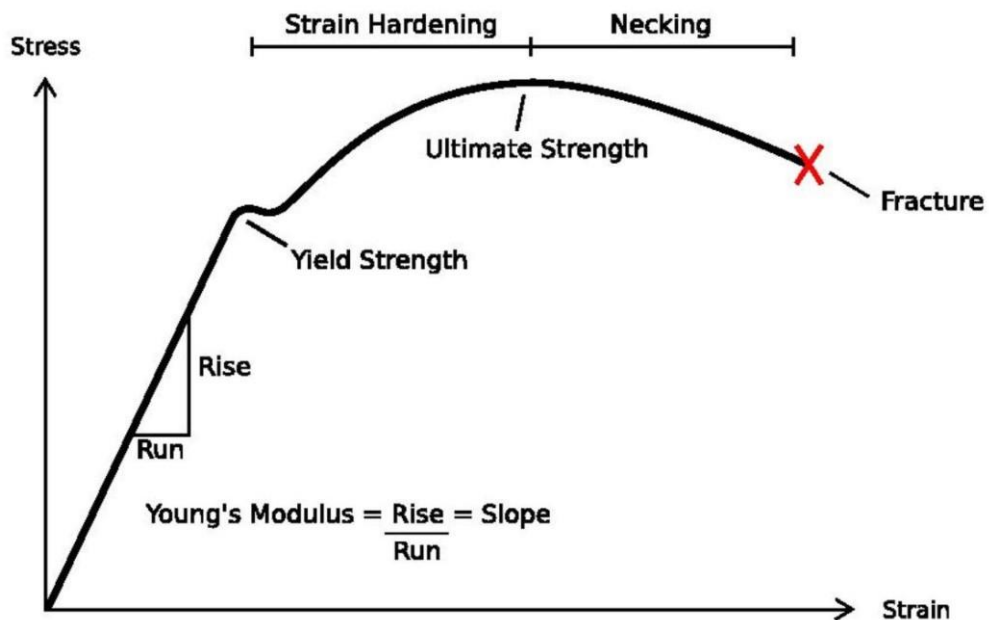 Strain Hardening
Necking
Stress
Ultimate Strength
Fracture
Yield Strength
Rise
Run
Young's Modulus = Rise = Slope
Run
Strain